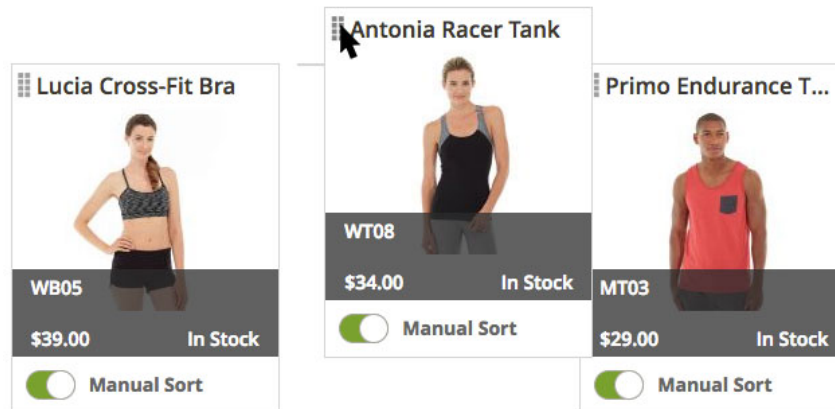 Lucia Cross-Fit Bra
WB05
$39.00 In Stock
Manual Sort
Antonia Racer Tank
WT08
$34.00 In Stock
Manual Sort
Primo Endurance T...
MT03
$29.00 In Stock
Manual Sort